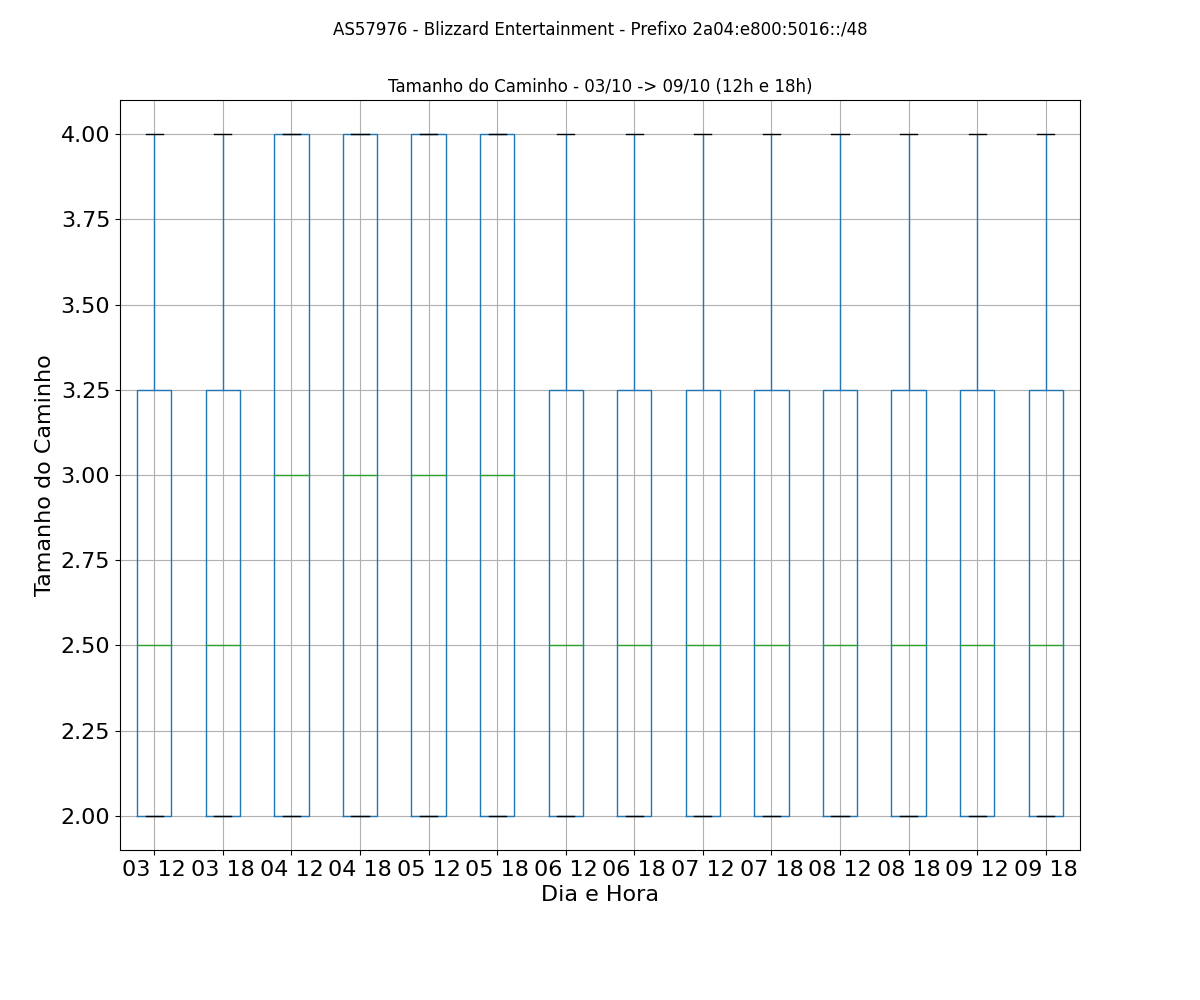 AS57976 - Blizzard Entertainment - Prefixo 2a04:e800:5016::/48
Tamanho do Caminho - 03/10 -> 09/10 (12h e 18h)
4.00
3.75
3.50
3.25
3.00
2.75
2.50
2.25
2.00
Tamanho do Caminho
03 12 03 18 04 12 04 18 05 12 05 18 06 12 06 18 07 12 07 18 08 12 08 18 09 12 09 18
Dia e Hora